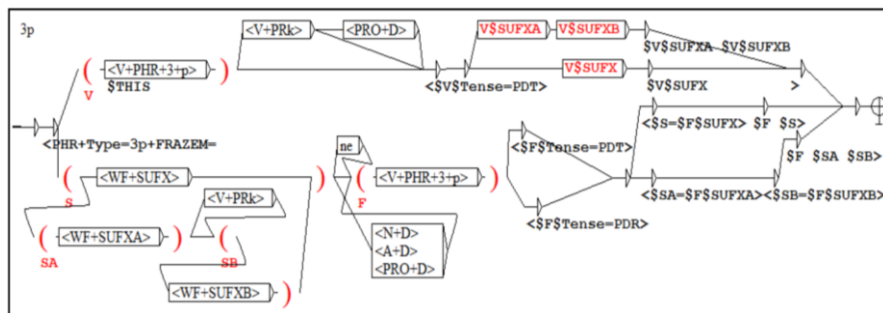 3p
<V+PRk>
<PRO+D>
V$SUFXA
V$SUFXB
$V$SUFXA $V$SUFXB
( <V+PHR+3+p> )
V
$THIS
V$SUFX
<$V$Tense=PDT>
$V$SUFX
>
<PHR+Type=3p+FRAZEM=
ne
<$F$Tense=PDT>
<$S=$F$SUFX>
$F $S>
$F $SA $SB>
( <WF+SUFX> )
S
( <V+PHR+3+p> )
F
<V+PRk>
<$SA=$F$SUFXA>
<$SB=$F$SUFXB>
<$F$Tense=PDR>
( <WF+SUFXA> )
SA
(
SB
<N+D>
<A+D>
<PRO+D>
<WF+SUFXB> )